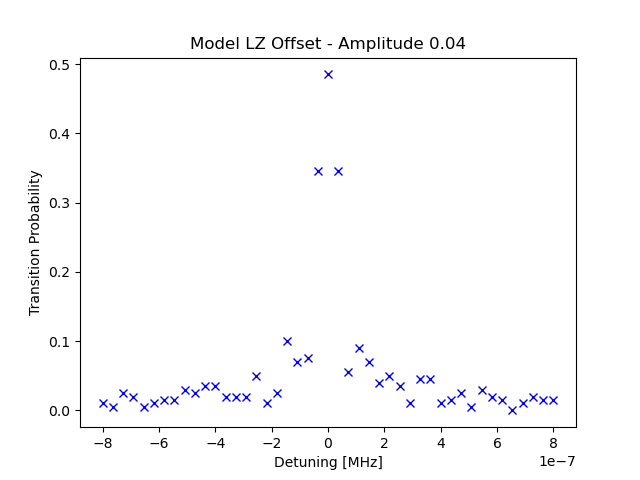 Model LZ Offset - Amplitude 0.04
0.5
0.4
0.3
0.2
0.1
0.0
Transition Probability
−8 −6 −4 −2 0 2 4 6 8
1e−7
Detuning [MHz]